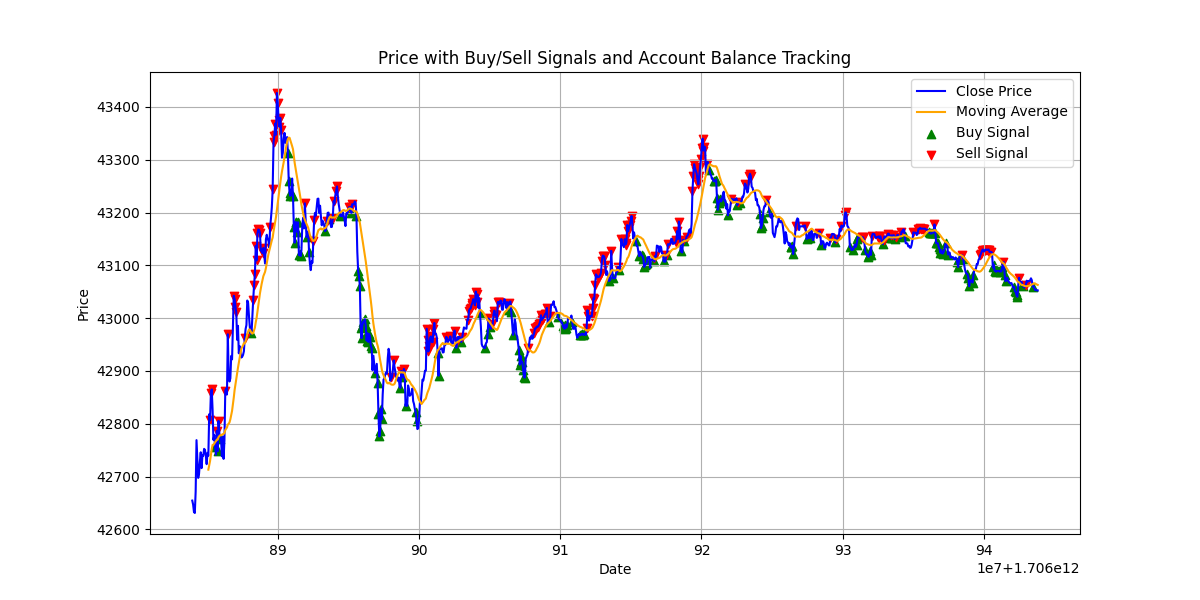 Price with Buy/Sell Signals and Account Balance Tracking
Close Price
Moving Average
Buy Signal
Sell Signal
43400
43300
43200
43100
43000
42900
42800
42700
42600
Price
89 90 91 92 93 94
Date
1e7+1.706e12